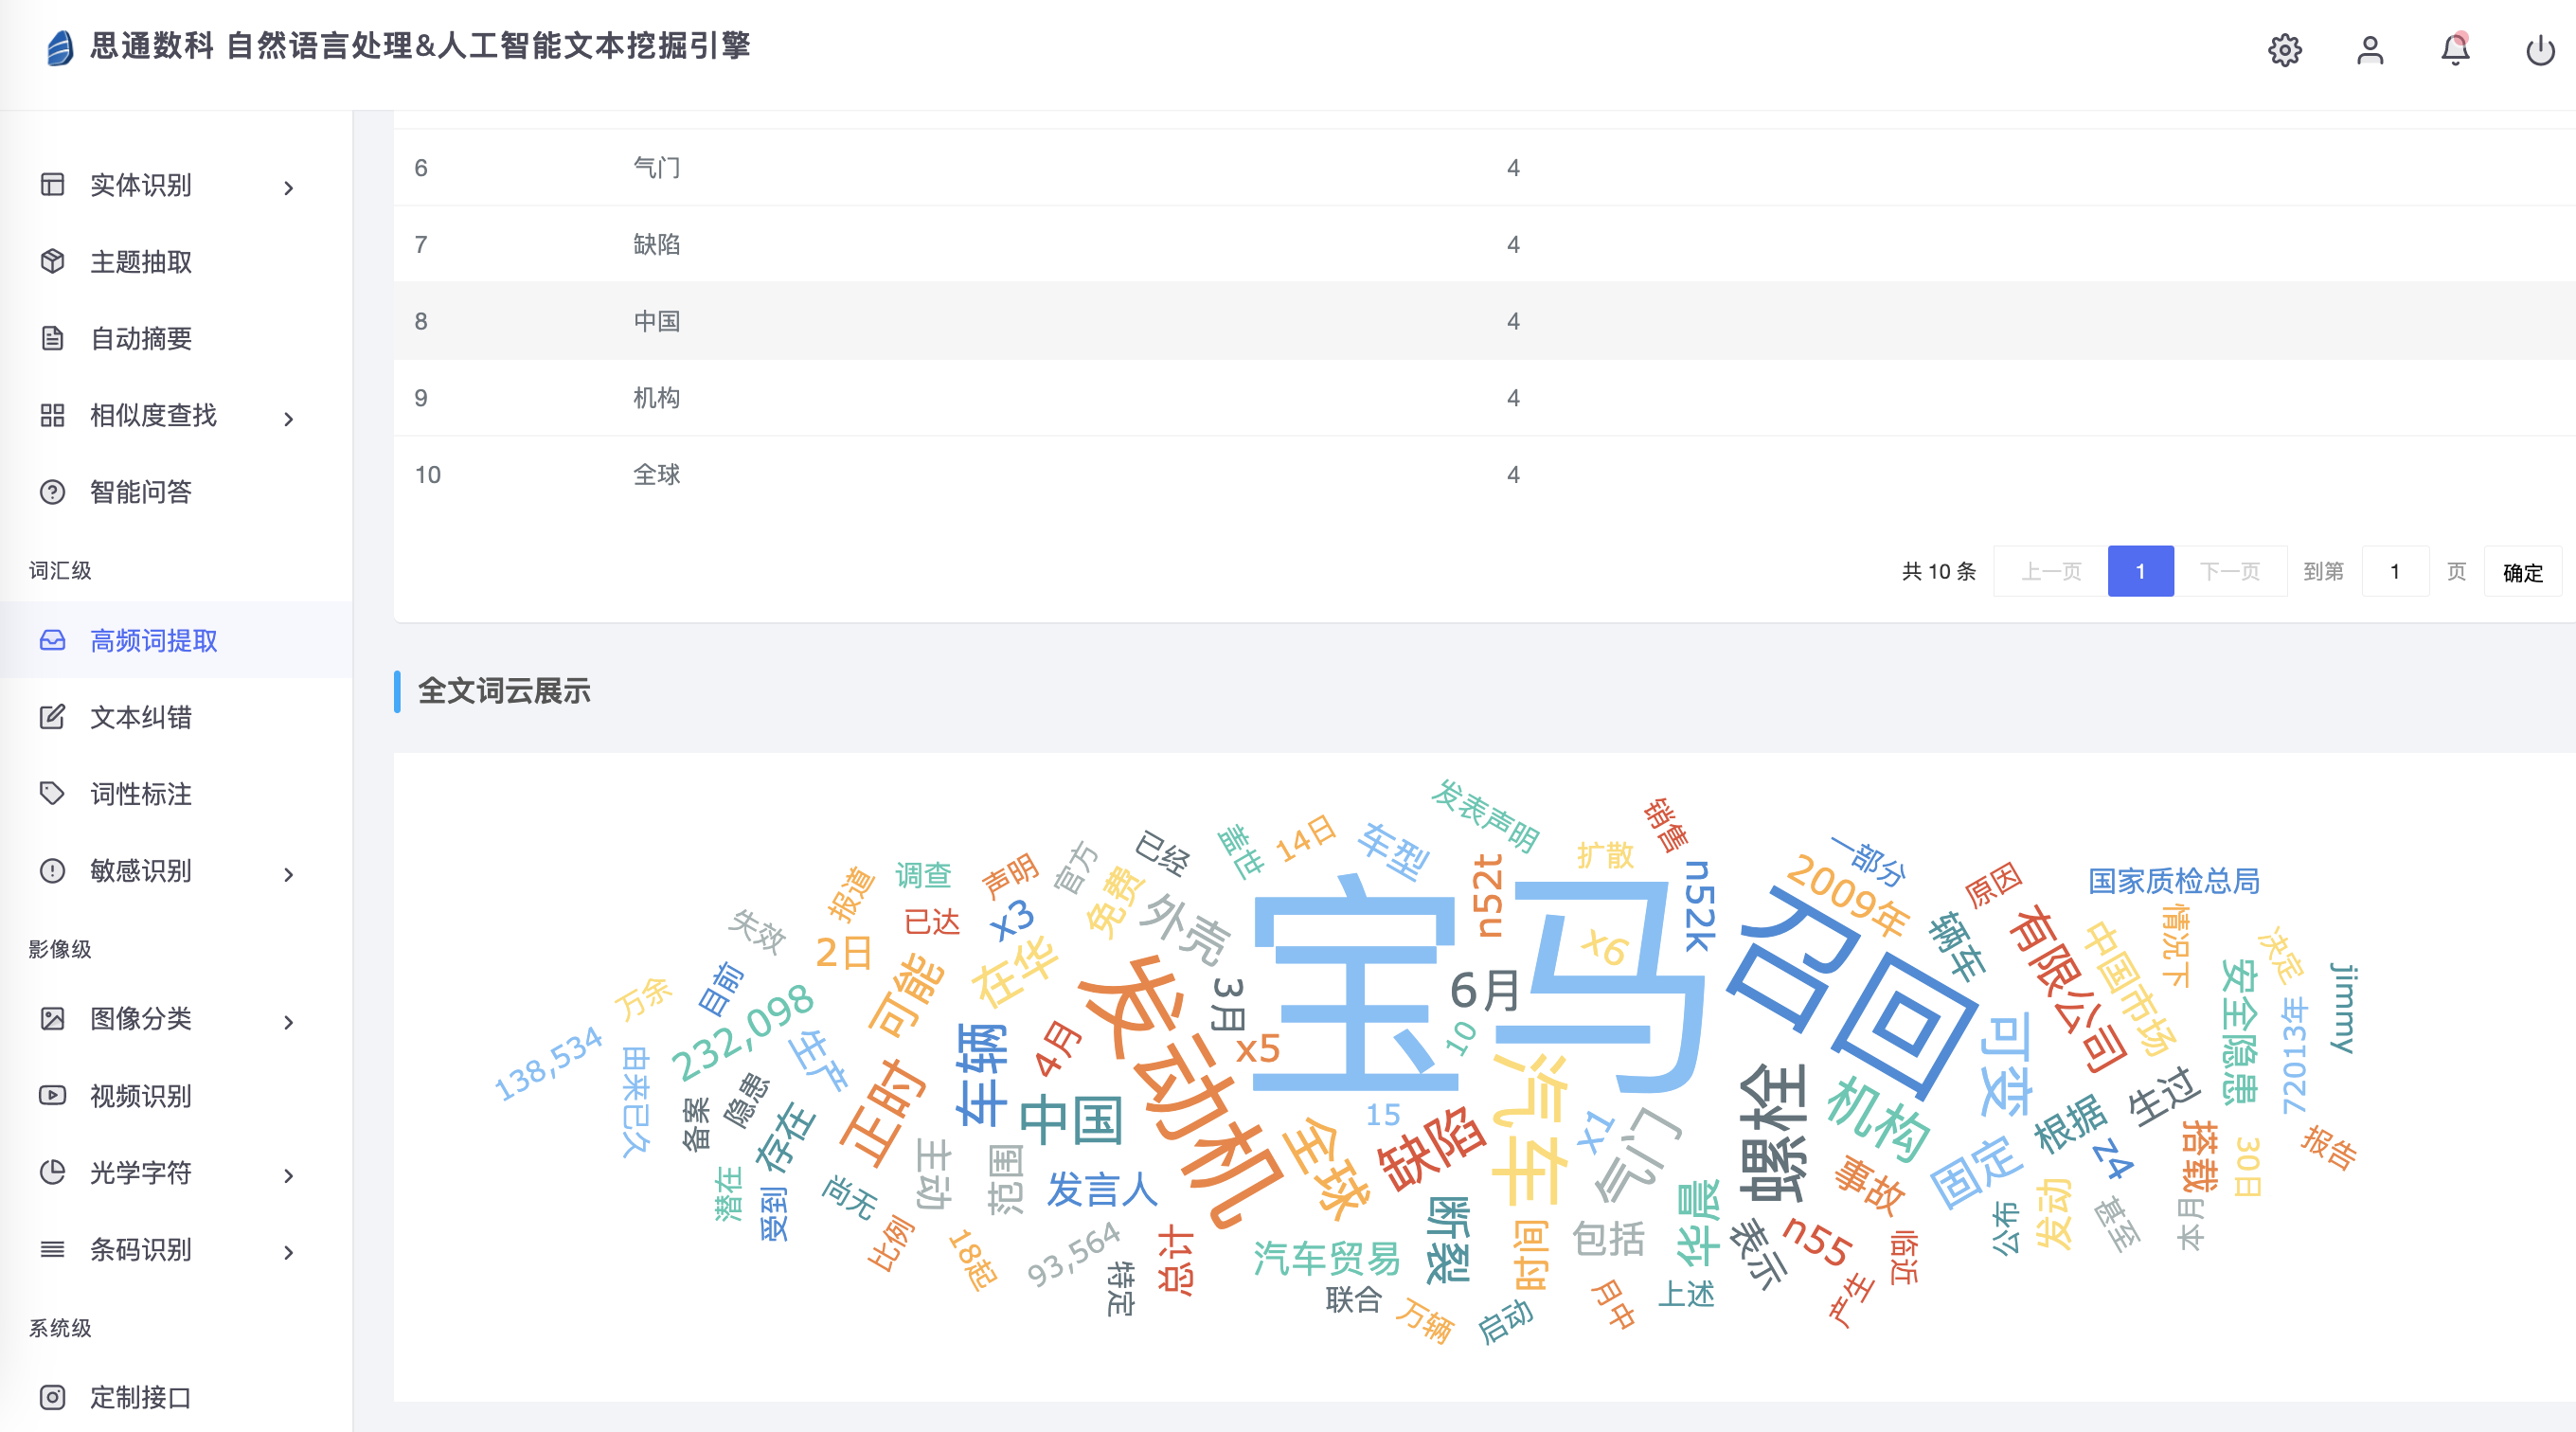 思通数科 自然语言处理&人工智能文本挖掘引擎
实体识别
主题抽取
自动摘要
相似度查找
智能问答
词汇级
高频词提取
文本纠错
词性标注
敏感识别
影像级
图像分类
视频识别
光学字符
条码识别
系统级
定制接口
6 气门 4
7 缺陷 4
8 中国 4
9 机构 4
10 全球 4
共 10 条 上一页 1 下一页 到第 1 页 确定
全文词云展示
发表声明
销售
14日
盖世
车型
已经
扩散
一部分
官方
调查
声明
报道
免费
n52t
n52k
2009年
原因
国家质检总局
已达
x3
外壳
宝马
x6
召回
辆车
有限公司
中国市场
情况下
决定
失效
2日
可能
在华
发动机
3月
6月
万余
目前
232,098
138,534
由来已久
生产
车辆
4月
x5
10
可变
安全隐患
72013年
jimmy
备案
隐患
存在
正时
中国
15
汽车
x1
气门
螺栓
机构
根据
生过
z4
搭载
30日
报告
潜在
受到
尚无
主动
范围
发言人
全球
缺陷
断裂
华晨
事故
固定
公布
发动
甚至
本月
比例
18起
93,564
特定
总计
汽车贸易
时间
包括
表示
n55
临近
联合
万辆
启动
月中
上述
产生